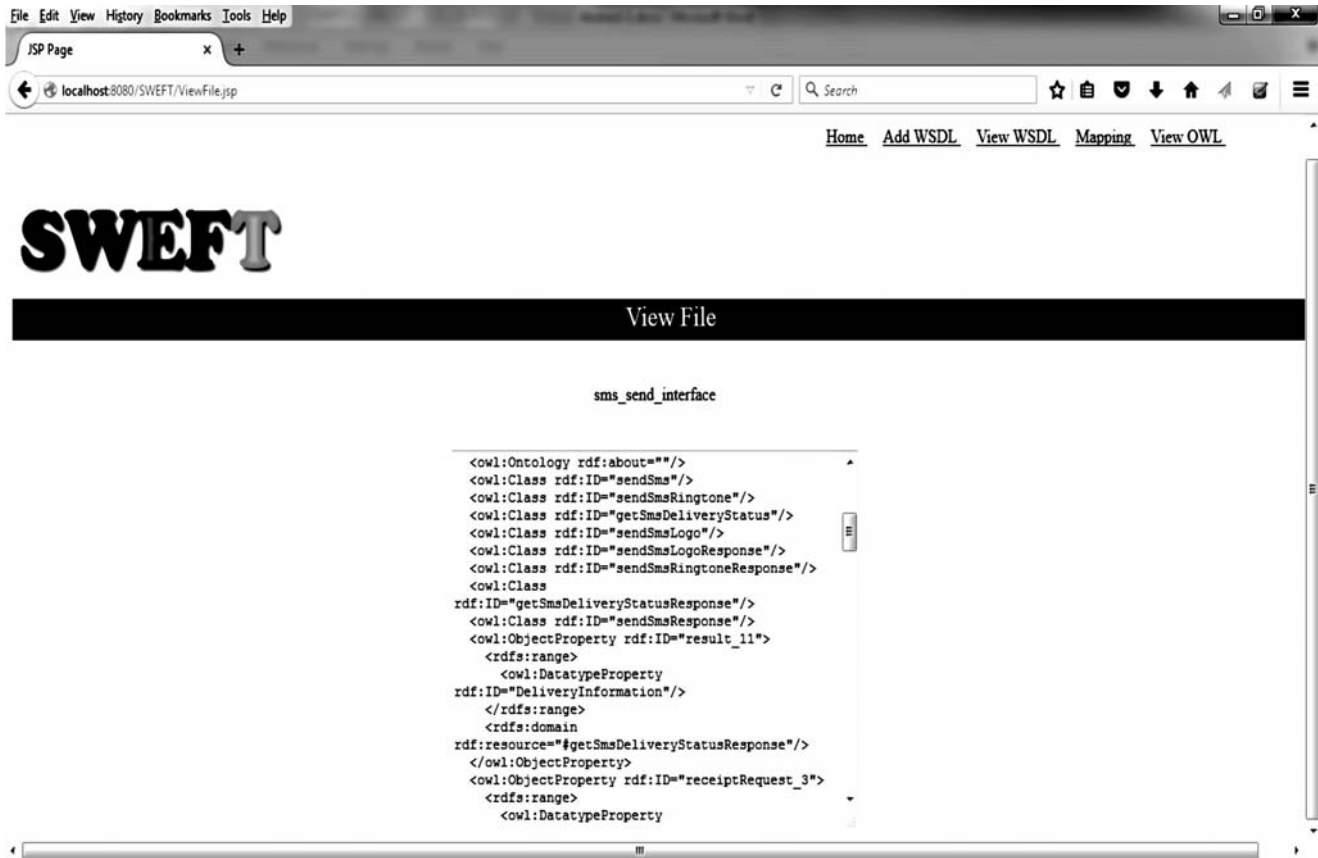 File Edit View History Bookmarks Tools Help
JSP Page
localhost:8080/SWEFT/ViewFile.jsp
Search
Home Add WSDL View WSDL Mapping View OWL
SWEFT
View File
sms_send_interface
<owl:Ontology rdf:about=""/>
<owl:Class rdf:ID="sendSms"/>
<owl:Class rdf:ID="sendSmsRingtone"/>
<owl:Class rdf:ID="getSmsDeliveryStatus"/>
<owl:Class rdf:ID="sendSmsLogo"/>
<owl:Class rdf:ID="sendSmsLogoResponse"/>
<owl:Class rdf:ID="sendSmsRingtoneResponse"/>
<owl:Class
rdf:ID="getSmsDeliveryStatusResponse"/>
<owl:Class rdf:ID="sendSmsResponse"/>
<owl:ObjectProperty rdf:ID="result_11">
<rdfs:range>
<owl:DatatypeProperty
rdf:ID="DeliveryInformation"/>
</rdfs:range>
<rdfs:domain
rdf:resource="#getSmsDeliveryStatusResponse"/>
</owl:ObjectProperty>
<owl:ObjectProperty rdf:ID="receiptRequest_3">
<rdfs:range>
<owl:DatatypeProperty